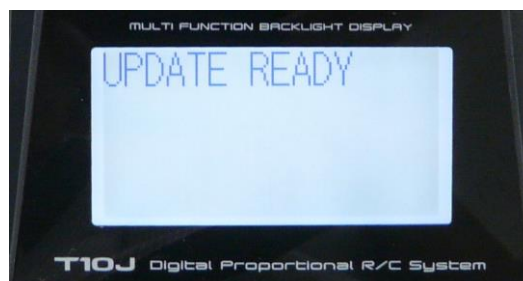 MULTI FUNCTION BACKLIGHT DISPLAY
UPDATE READY
T10J Digital Proportional R/C System